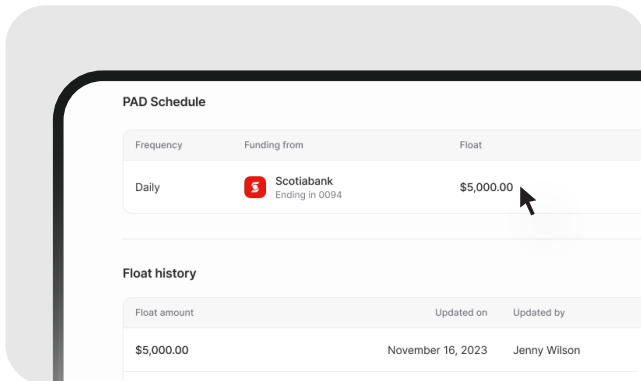 PAD Schedule
Frequency Funding from Float
Daily Scotiabank $5,000.00
Ending in 0094
Float history
Float amount Updated on Updated by
$5,000.00 November 16, 2023 Jenny Wilson